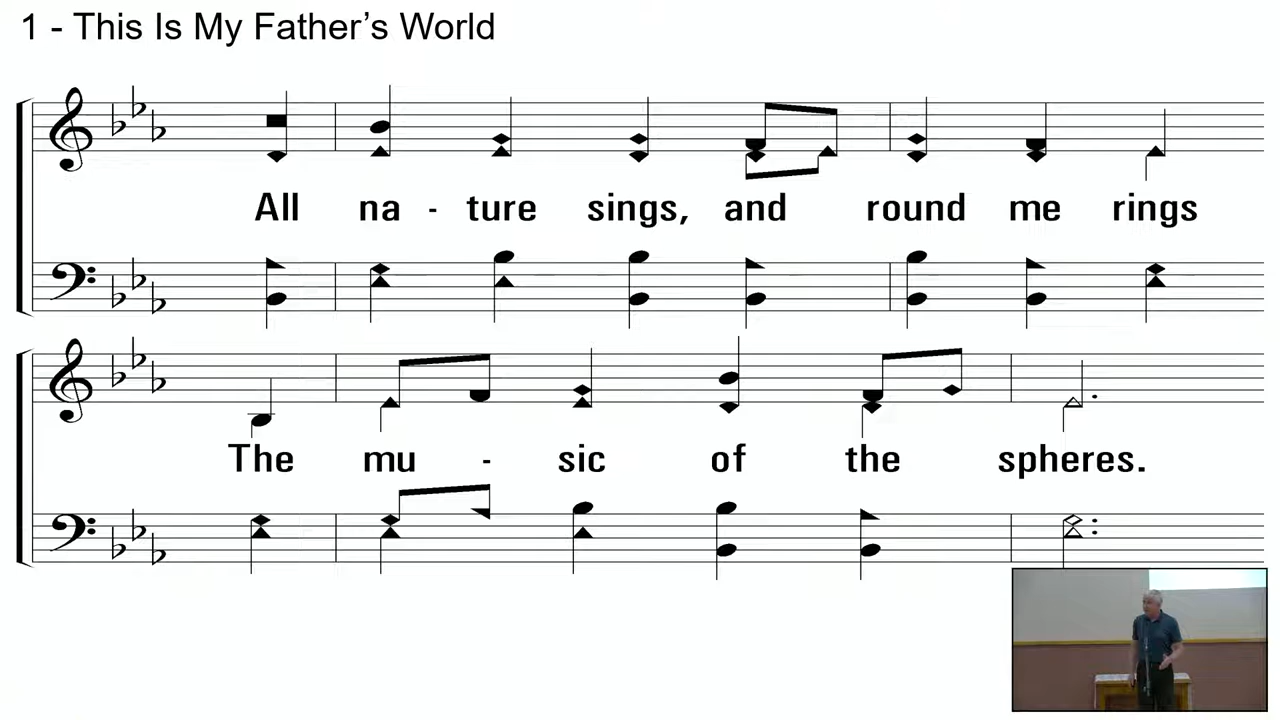 1 - This Is My Father’s World
All na - ture sings, and round me rings
The mu - sic of the spheres.